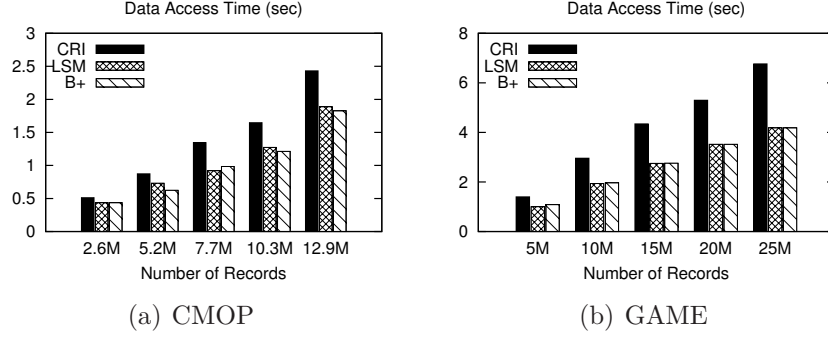 Data Access Time (sec)
3
2.5
2
1.5
1
0.5
0
CRI
LSM
B+
2.6M 5.2M 7.7M 10.3M 12.9M
Number of Records
(a) CMOP
Data Access Time (sec)
8
6
4
2
0
CRI
LSM
B+
5M 10M 15M 20M 25M
Number of Records
(b) GAME